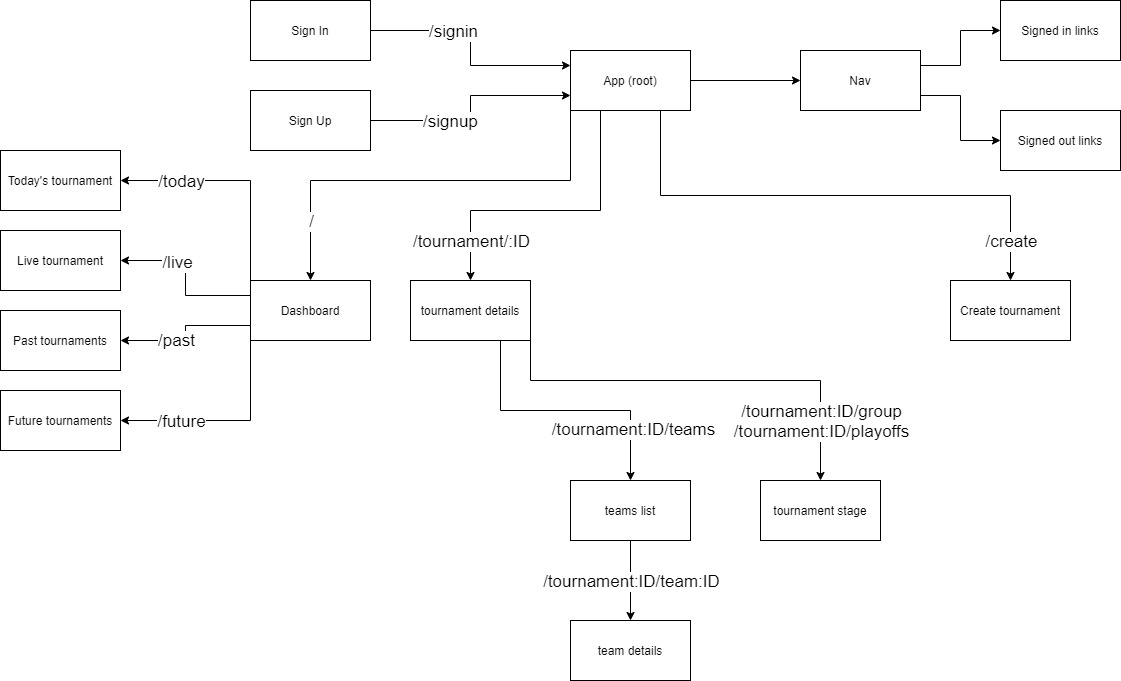 Sign In
/signin
Signed in links
App (root)
Nav
Sign Up
/signup
Signed out links
Today's tournament
/today
/
Live tournament
/live
/tournament/:ID
/create
Dashboard
tournament details
Create tournament
Past tournaments
/past
Future tournaments
/future
/tournament:ID/teams
/tournament:ID/group
/tournament:ID/playoffs
teams list
tournament stage
/tournament:ID/team:ID
team details